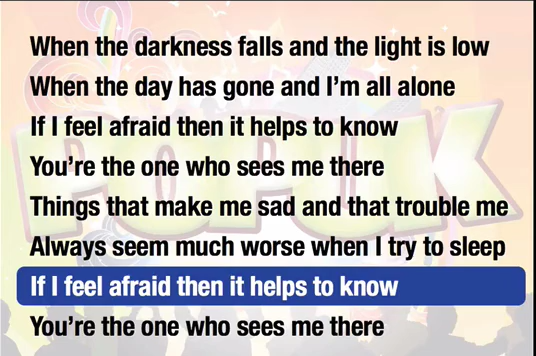 When the darkness falls and the light is low
When the day has gone and I'm all alone
If I feel afraid then it helps to know
You're the one who sees me there
Things that make me sad and that trouble me
Always seem much worse when I try to sleep
If I feel afraid then it helps to know
You're the one who sees me there
POPUK